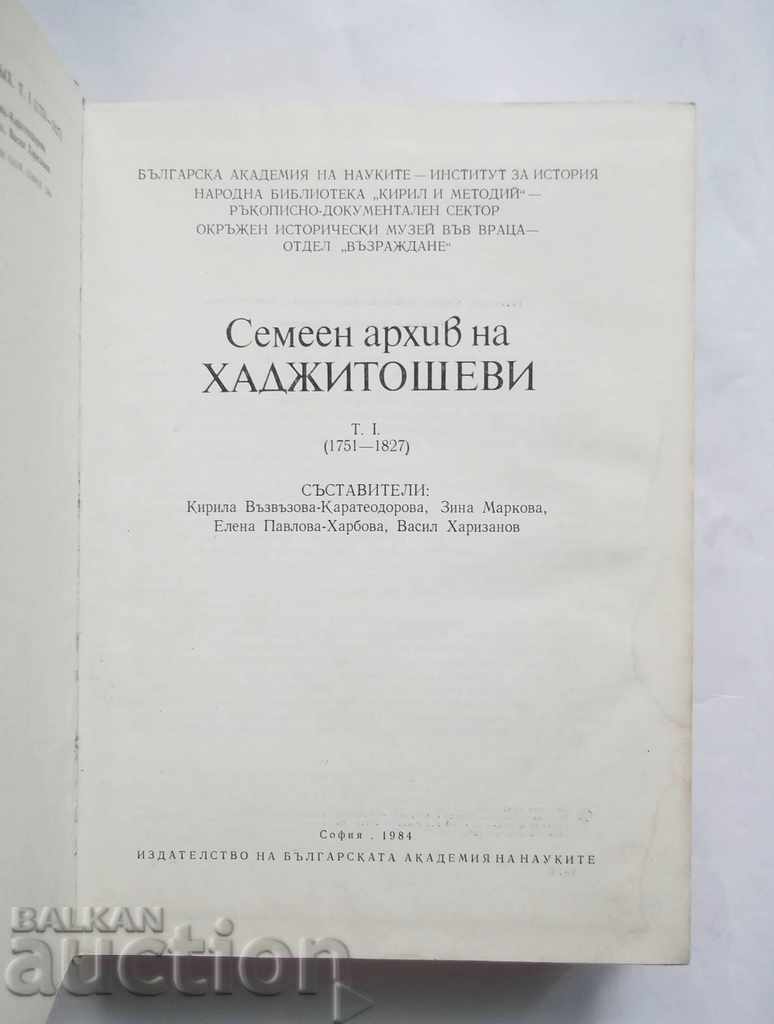 БЪЛГАРСКА АКАДЕМИЯ НА НАУКИТЕ — ИНСТИТУТ ЗА ИСТОРИЯ
НАРОДНА БИБЛИОТЕКА „КИРИЛ И МЕТОДИЙ“ —
РЪКОПИСНО-ДОКУМЕНТАЛЕН СЕКТОР
ОКРЪЖЕН ИСТОРИЧЕСКИ МУЗЕЙ ВЪВ ВРАЦА—
ОТДЕЛ „ВЪЗРАЖДАНЕ“
Семеен архив на
ХАДЖИТОШЕВИ
Т. I.
(1751—1827)
СЪСТАВИТЕЛИ:
Кирила Възвъзова-Каратеодорова, Зина Маркова,
Елена Павлова-Харбова, Васил Харизанов
София . 1984
ИЗДАТЕЛСТВО НА БЪЛГАРСКАТА АКАДЕМИЯ НА НАУКИТЕ
BALKAN
auction